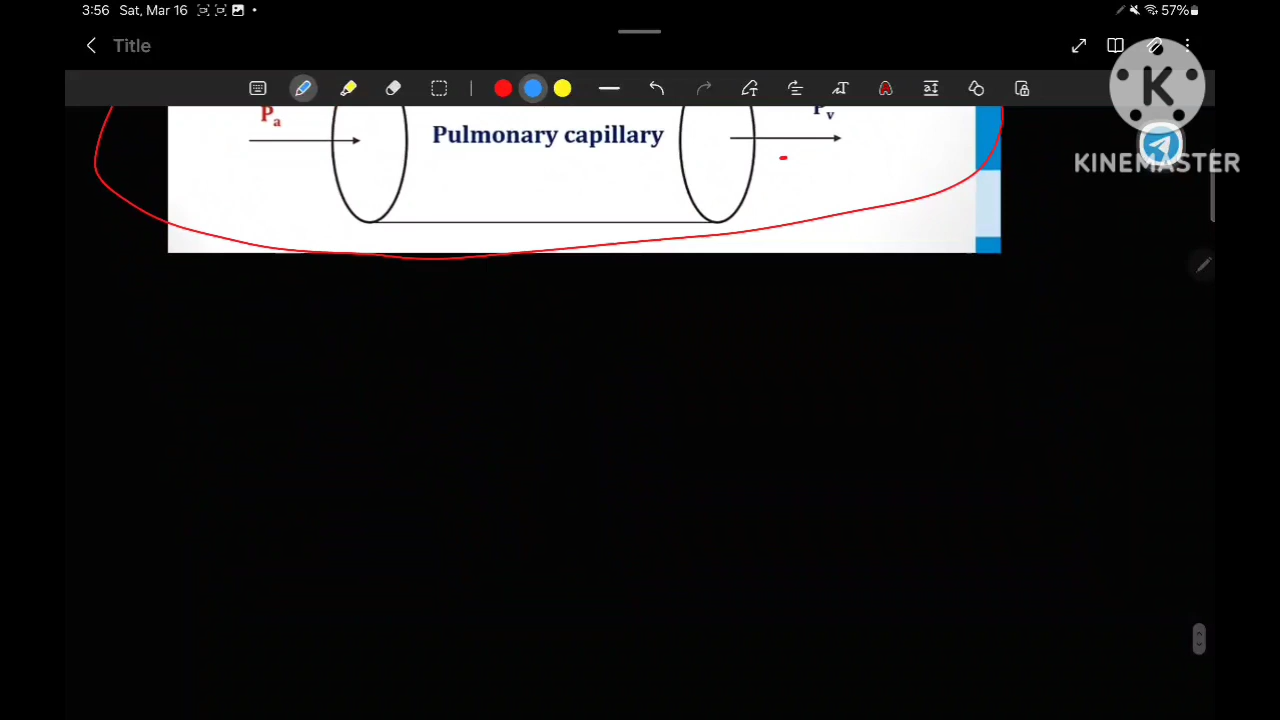 3:56 Sat, Mar 16
57%
Title
Pa
Pulmonary capillary
Pv
K
KINEMASTER